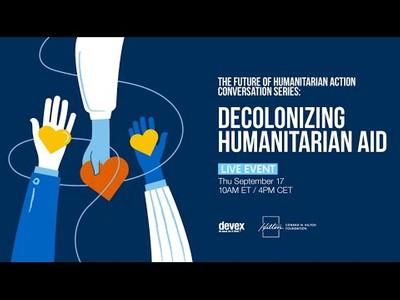 THE FUTURE OF HUMANITARIAN ACTION
CONVERSATION SERIES:
DECOLONIZING
HUMANITARIAN AID
LIVE EVENT
Thu September 17
10AM ET / 4PM CET
devex
Hilton
CONRAD N. HILTON
FOUNDATION